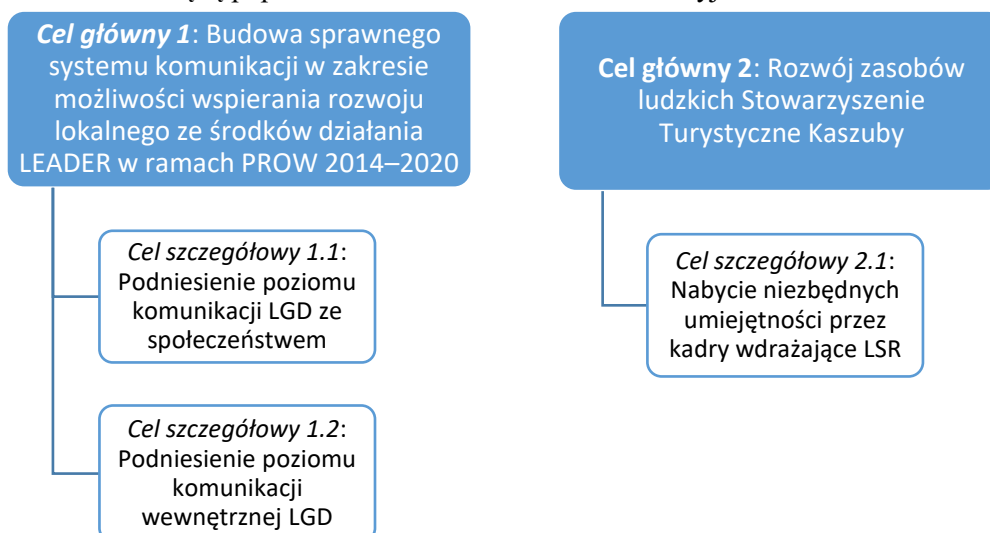 Cel główny 1: Budowa sprawnego
systemu komunikacji w zakresie
możliwości wspierania rozwoju
lokalnego ze środków działania
LEADER w ramach PROW 2014–2020
Cel szczegółowy 1.1:
Podniesienie poziomu
komunikacji LGD ze
społeczeństwem
Cel szczegółowy 1.2:
Podniesienie poziomu
komunikacji
wewnętrznej LGD
Cel główny 2: Rozwój zasobów
ludzkich Stowarzyszenie
Turystyczne Kaszuby
Cel szczegółowy 2.1:
Nabycie niezbędnych
umiejętności przez
kadry wdrażające LSR